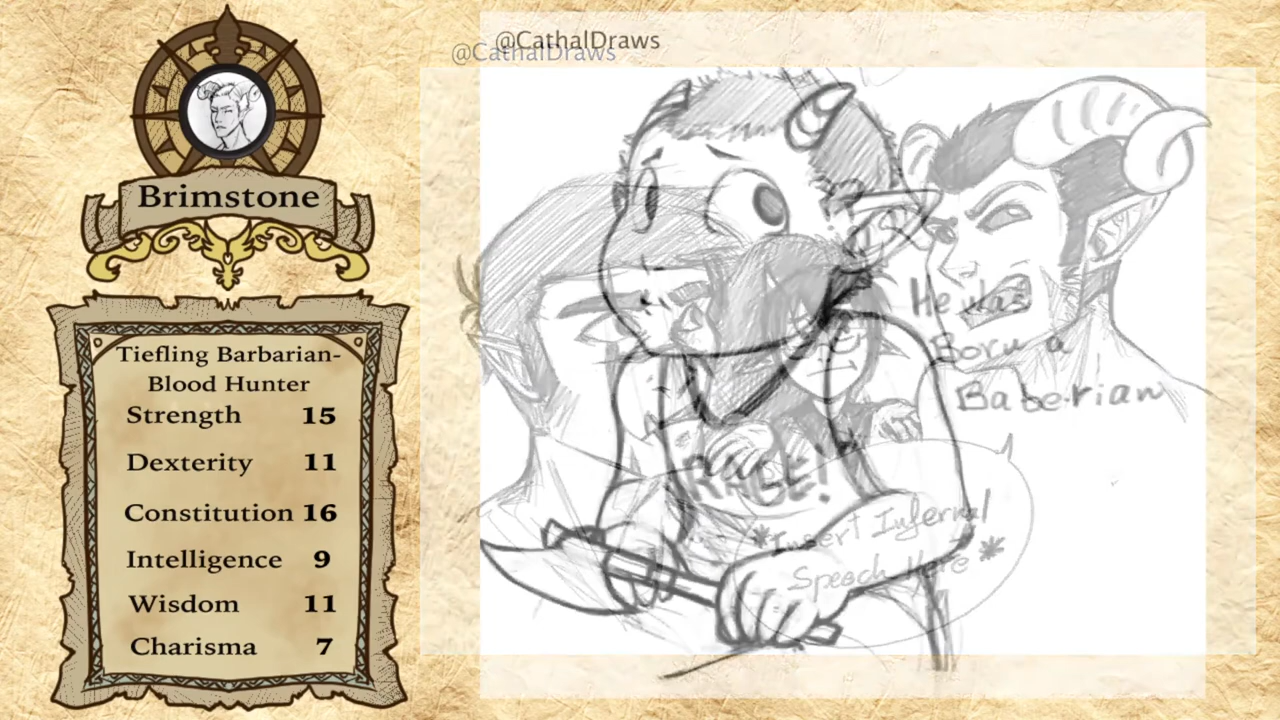 @CathalDraws
@CathalDraws
Brimstone
Tiefling Barbarian-
Blood Hunter
Strength 15
Dexterity 11
Constitution 16
Intelligence 9
Wisdom 11
Charisma 7
He was
Born a
Baberian
RAGE!
*Insert Infernal
Speech Here*